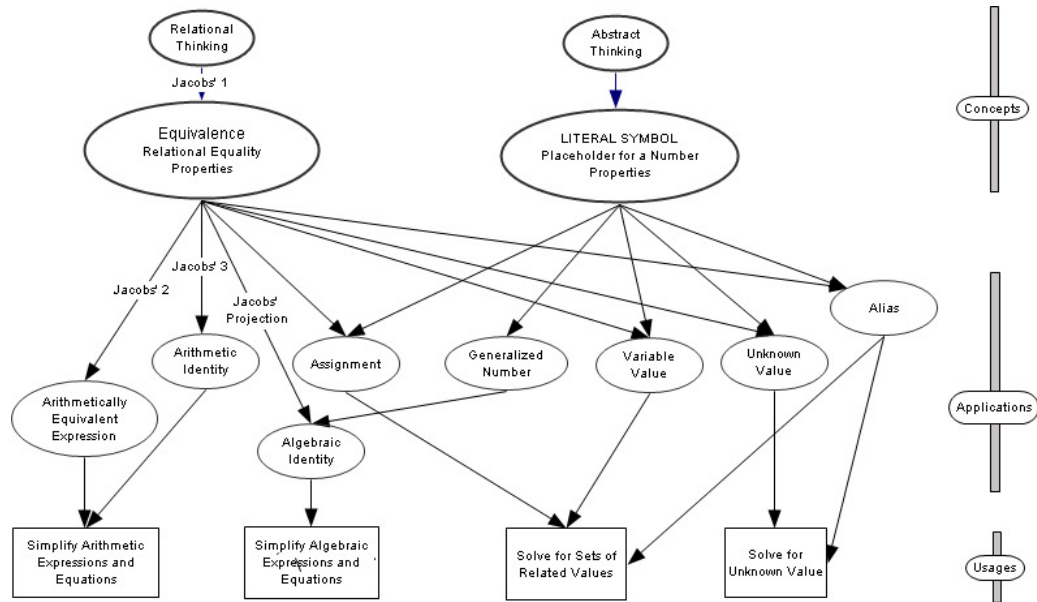 Relational
Thinking
Abstract
Thinking
Jacobs' 1
Concepts
Equivalence
Relational Equality
Properties
LITERAL SYMBOL
Placeholder for a Number
Properties
Jacobs' 2
Jacobs' 3
Jacobs'
Projection
Alias
Arithmetic
Identity
Assignment
Generalized
Number
Variable
Value
Unknown
Value
Arithmetically
Equivalent
Expression
Algebraic
Identity
Applications
Simplify Arithmetic
Expressions and
Equations
Simplify Algebraic
Expressions and
Equations
Solve for Sets of
Related Values
Solve for
Unknown Value
Usages